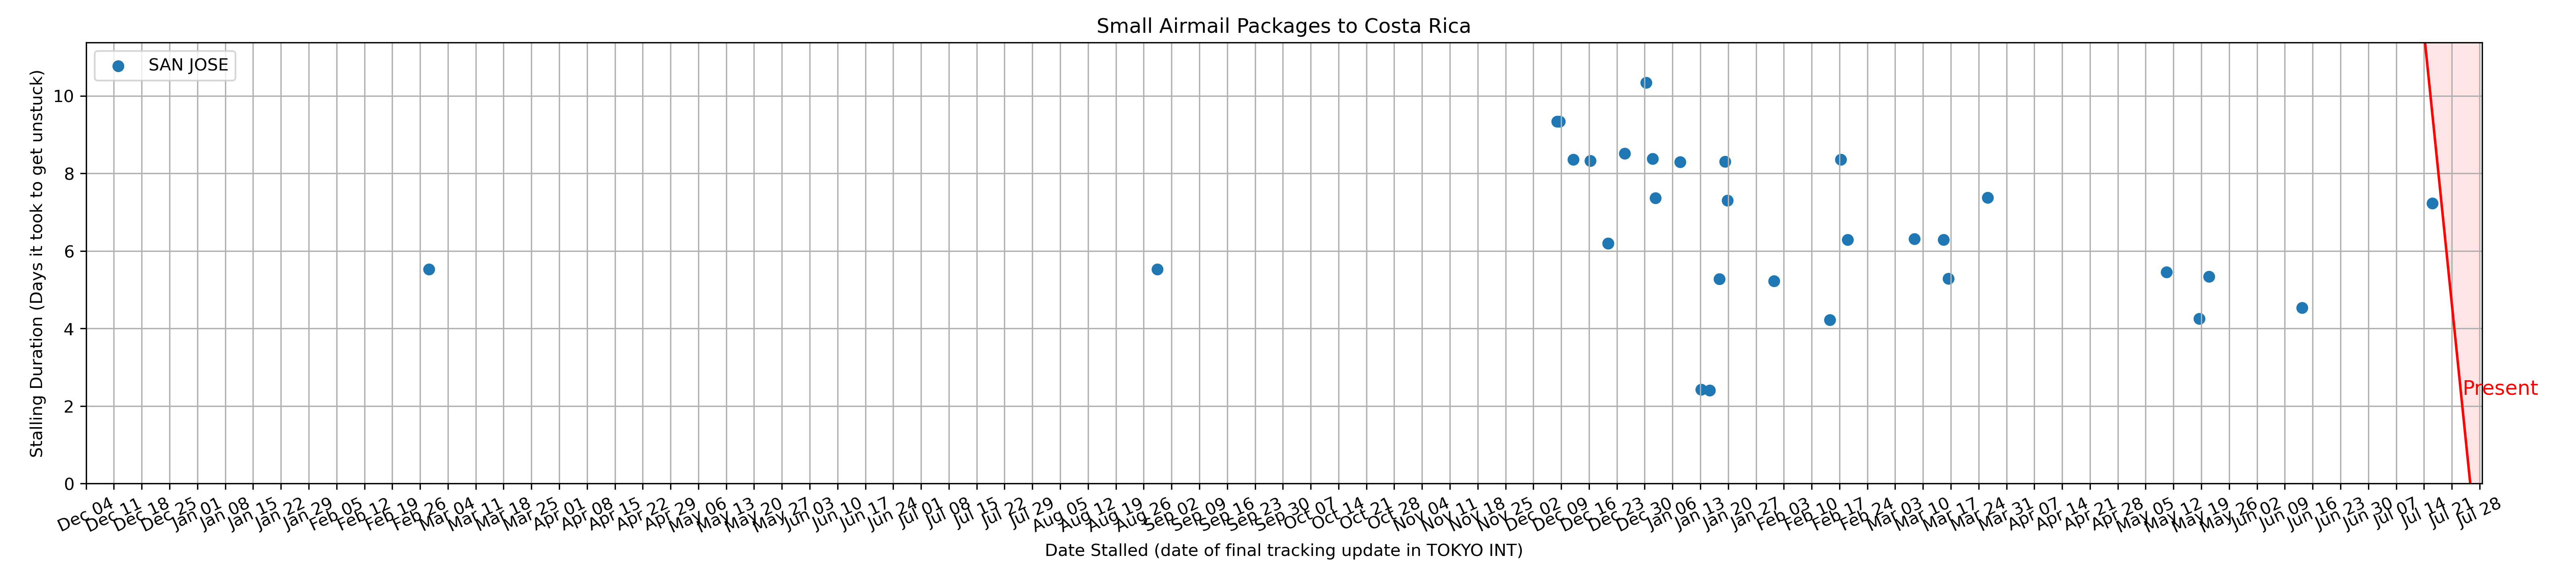 Small Airmail Packages to Costa Rica
SAN JOSE
Stalling Duration (Days it took to get unstuck)
10
8
6
4
2
0
Present
Dec 04
Dec 11
Dec 18
Dec 25
Jan 01
Jan 08
Jan 15
Jan 22
Jan 29
Feb 05
Feb 12
Feb 19
Feb 26
Mar 04
Mar 11
Mar 18
Mar 25
Apr 01
Apr 08
Apr 15
Apr 22
Apr 29
May 06
May 13
May 20
May 27
Jun 03
Jun 10
Jun 17
Jun 24
Jul 01
Jul 08
Jul 15
Jul 22
Jul 29
Aug 05
Aug 12
Aug 19
Aug 26
Sep 02
Sep 09
Sep 16
Sep 23
Sep 30
Oct 07
Oct 14
Oct 21
Oct 28
Nov 04
Nov 11
Nov 18
Nov 25
Dec 02
Dec 09
Dec 16
Dec 23
Dec 30
Jan 06
Jan 13
Jan 20
Jan 27
Feb 03
Feb 10
Feb 17
Feb 24
Mar 03
Mar 10
Mar 17
Mar 24
Mar 31
Apr 07
Apr 14
Apr 21
Apr 28
May 05
May 12
May 19
May 26
Jun 02
Jun 09
Jun 16
Jun 23
Jun 30
Jul 07
Jul 14
Jul 21
Jul 28
Date Stalled (date of final tracking update in TOKYO INT)